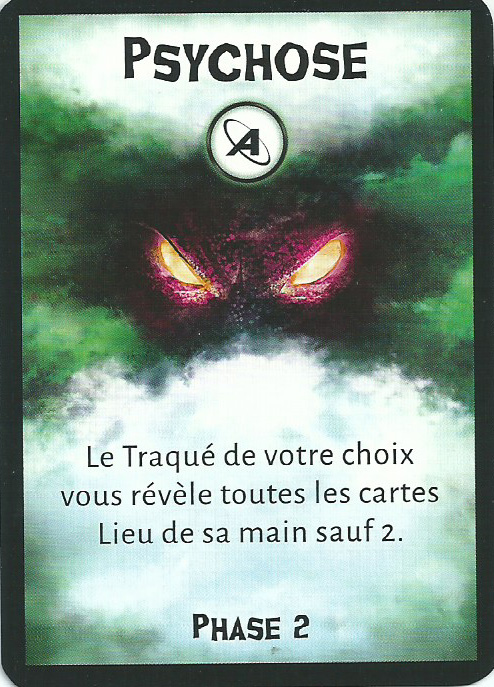 PSYCHOSE
A
Le Traqué de votre choix
vous révèle toutes les cartes
Lieu de sa main sauf 2.
PHASE 2